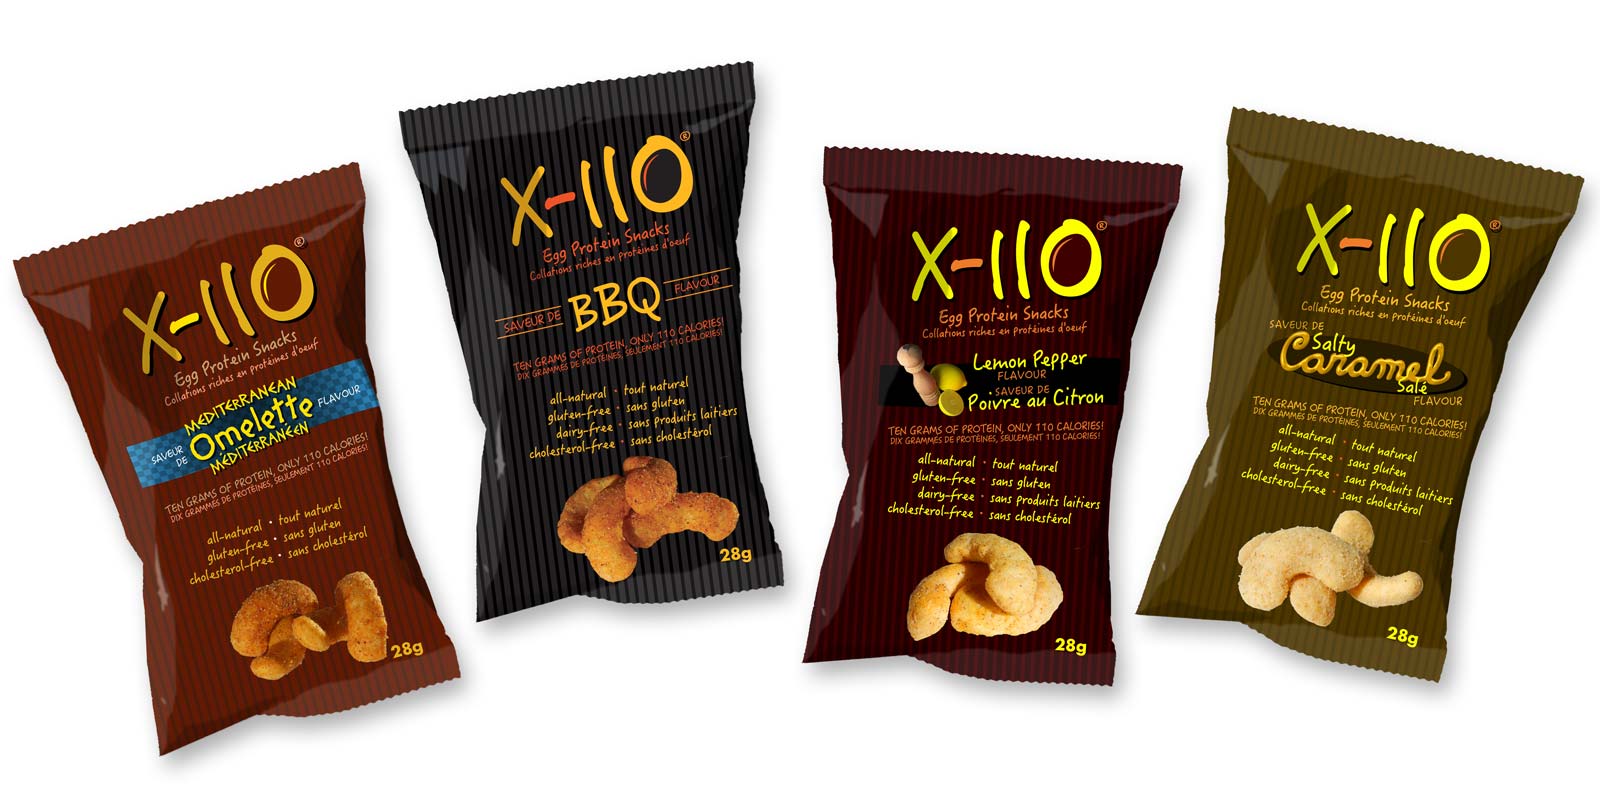 X-110®
Egg Protein Snacks
Collations riches en protéines d'oeuf
MEDITERRANEAN
SAVEUR DE Omelette FLAVOUR
MÉDITERRANÉEN
TEN GRAMS OF PROTEIN, ONLY 110 CALORIES!
DIX GRAMMES DE PROTÉINES, SEULEMENT 110 CALORIES!
all-natural • tout naturel
gluten-free • sans gluten
cholesterol-free • sans cholestérol
28g
X-110®
Egg Protein Snacks
Collations riches en protéines d'oeuf
SAVEUR DE BBQ FLAVOUR
TEN GRAMS OF PROTEIN, ONLY 110 CALORIES!
DIX GRAMMES DE PROTÉINES, SEULEMENT 110 CALORIES!
all-natural • tout naturel
gluten-free • sans gluten
dairy-free • sans produits laitiers
cholesterol-free • sans cholestérol
28g
X-110®
Egg Protein Snacks
Collations riches en protéines d'oeuf
Lemon Pepper
FLAVOUR
SAVEUR DE
Poivre au Citron
TEN GRAMS OF PROTEIN, ONLY 110 CALORIES!
DIX GRAMMES DE PROTÉINES, SEULEMENT 110 CALORIES!
all-natural • tout naturel
gluten-free • sans gluten
dairy-free • sans produits laitiers
cholesterol-free • sans cholestérol
28g
X-110®
Egg Protein Snacks
Collations riches en protéines d'oeuf
SAVEUR DE
Salty
Caramel
Salé
FLAVOUR
TEN GRAMS OF PROTEIN, ONLY 110 CALORIES!
DIX GRAMMES DE PROTÉINES, SEULEMENT 110 CALORIES!
all-natural • tout naturel
gluten-free • sans gluten
dairy-free • sans produits laitiers
cholesterol-free • sans cholestérol
28g